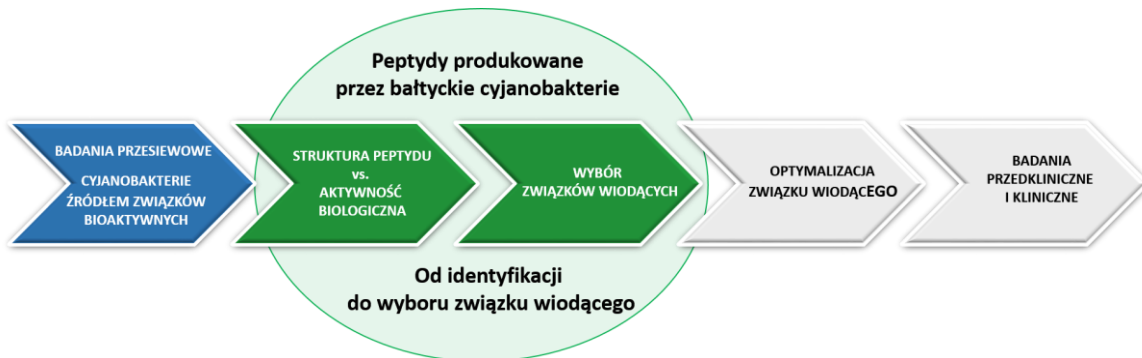 Peptydy produkowane
przez bałtyckie cyjanobakterie
BADANIA PRZESIEWOWE
CYJANOBAKTERIE
ŹRÓDŁEM ZWIĄZKÓW
BIOAKTYWNYCH
STRUKTURA PEPTYDU
vs.
AKTYWNOŚĆ
BIOLOGICZNA
WYBÓR
ZWIĄZKÓW WIODĄCYCH
OPTYMALIZACJA
ZWIĄZKU WIODĄCEGO
BADANIA
PRZEDKLINICZNE
I KLINICZNE
Od identyfikacji
do wyboru związku wiodącego